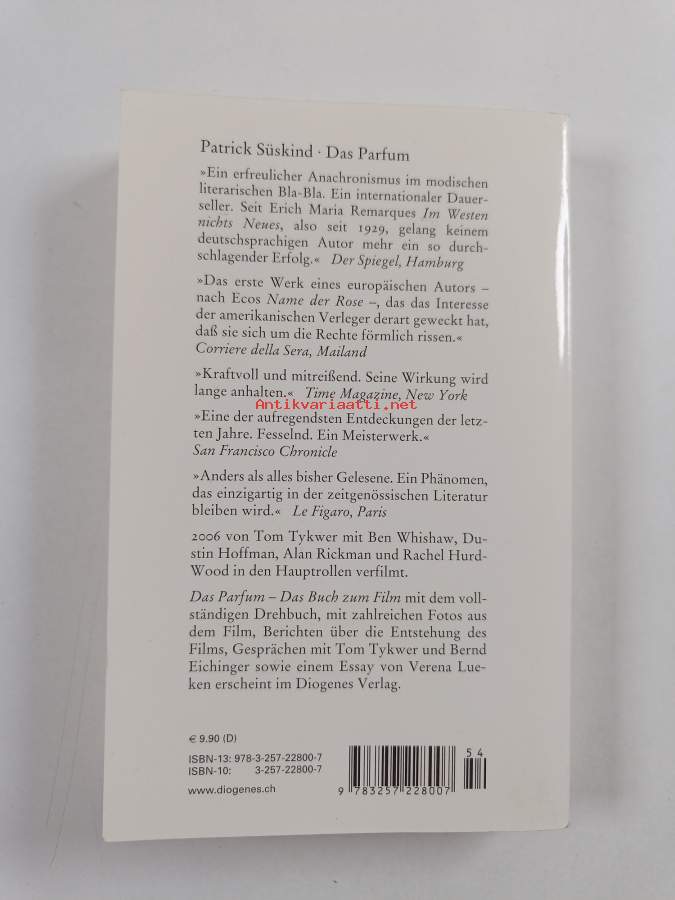 Patrick Süskind · Das Parfum
»Ein erfreulicher Anachronismus im modischen
literarischen Bla-Bla. Ein internationaler Dauer-
seller. Seit Erich Maria Remarques Im Westen
nichts Neues, also seit 1929, gelang keinem
deutschsprachigen Autor mehr ein so durch-
schlagender Erfolg.« Der Spiegel, Hamburg
»Das erste Werk eines europäischen Autors –
nach Ecos Name der Rose –, das das Interesse
der amerikanischen Verleger derart geweckt hat,
daß sie sich um die Rechte förmlich rissen.«
Corriere della Sera, Mailand
»Kraftvoll und mitreißend. Seine Wirkung wird
lange anhalten.« Time Magazine, New York
Antikvariaatti.net
»Eine der aufregendsten Entdeckungen der letz-
ten Jahre. Fesselnd. Ein Meisterwerk.«
San Francisco Chronicle
»Anders als alles bisher Gelesene. Ein Phänomen,
das einzigartig in der zeitgenössischen Literatur
bleiben wird.« Le Figaro, Paris
2006 von Tom Tykwer mit Ben Whishaw, Du-
stin Hoffman, Alan Rickman und Rachel Hurd-
Wood in den Hauptrollen verfilmt.
Das Parfum – Das Buch zum Film mit dem voll-
ständigen Drehbuch, mit zahlreichen Fotos aus
dem Film, Berichten über die Entstehung des
Films, Gesprächen mit Tom Tykwer und Bernd
Eichinger sowie einem Essay von Verena Lue-
ken erscheint im Diogenes Verlag.
€ 9.90 (D)
ISBN-13: 978-3-257-22800-7
ISBN-10: 3-257-22800-7
www.diogenes.ch
5 4
9 783257 228007